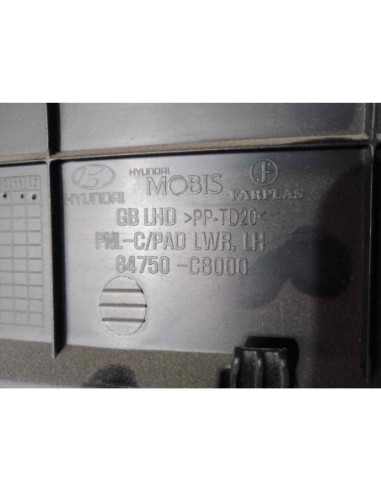 HYUNDAI
HYUNDAI
MOBIS
FARPLAS
GB LHD >PP-TD20<
PNL-C/PAD LWR, LH
84750-C8000